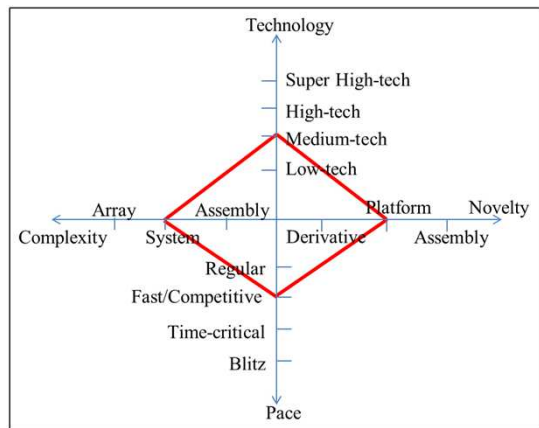 Technology
Super High-tech
High-tech
Medium-tech
Low-tech
Array
Assembly
Platform
Novelty
Complexity
System
Derivative
Assembly
Regular
Fast/Competitive
Time-critical
Blitz
Pace